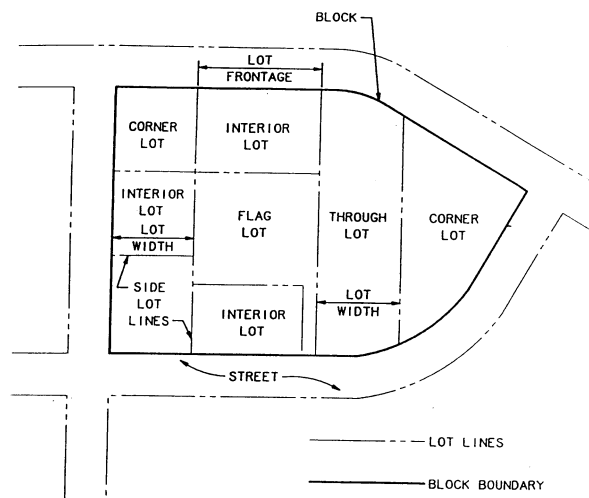 BLOCK
LOT
FRONTAGE
CORNER
LOT
INTERIOR
LOT
INTERIOR
LOT
LOT
WIDTH
FLAG
LOT
THROUGH
LOT
CORNER
LOT
SIDE
LOT
LINES
INTERIOR
LOT
LOT
WIDTH
STREET
LOT LINES
BLOCK BOUNDARY